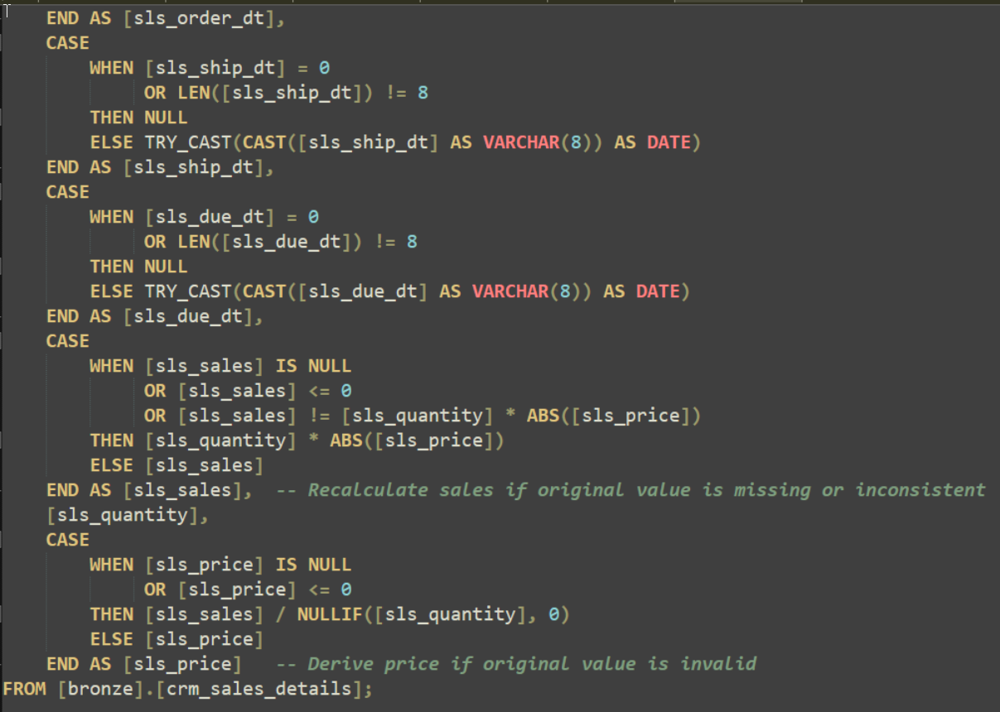 END AS [sls_order_dt],
CASE
WHEN [sls_ship_dt] = 0
OR LEN([sls_ship_dt]) != 8
THEN NULL
ELSE TRY_CAST(CAST([sls_ship_dt] AS VARCHAR(8)) AS DATE)
END AS [sls_ship_dt],
CASE
WHEN [sls_due_dt] = 0
OR LEN([sls_due_dt]) != 8
THEN NULL
ELSE TRY_CAST(CAST([sls_due_dt] AS VARCHAR(8)) AS DATE)
END AS [sls_due_dt],
CASE
WHEN [sls_sales] IS NULL
OR [sls_sales] <= 0
OR [sls_sales] != [sls_quantity] * ABS([sls_price])
THEN [sls_quantity] * ABS([sls_price])
ELSE [sls_sales]
END AS [sls_sales],  -- Recalculate sales if original value is missing or inconsistent
[sls_quantity],
CASE
WHEN [sls_price] IS NULL
OR [sls_price] <= 0
THEN [sls_sales] / NULLIF([sls_quantity], 0)
ELSE [sls_price]
END AS [sls_price]   -- Derive price if original value is invalid
FROM [bronze].[crm_sales_details];